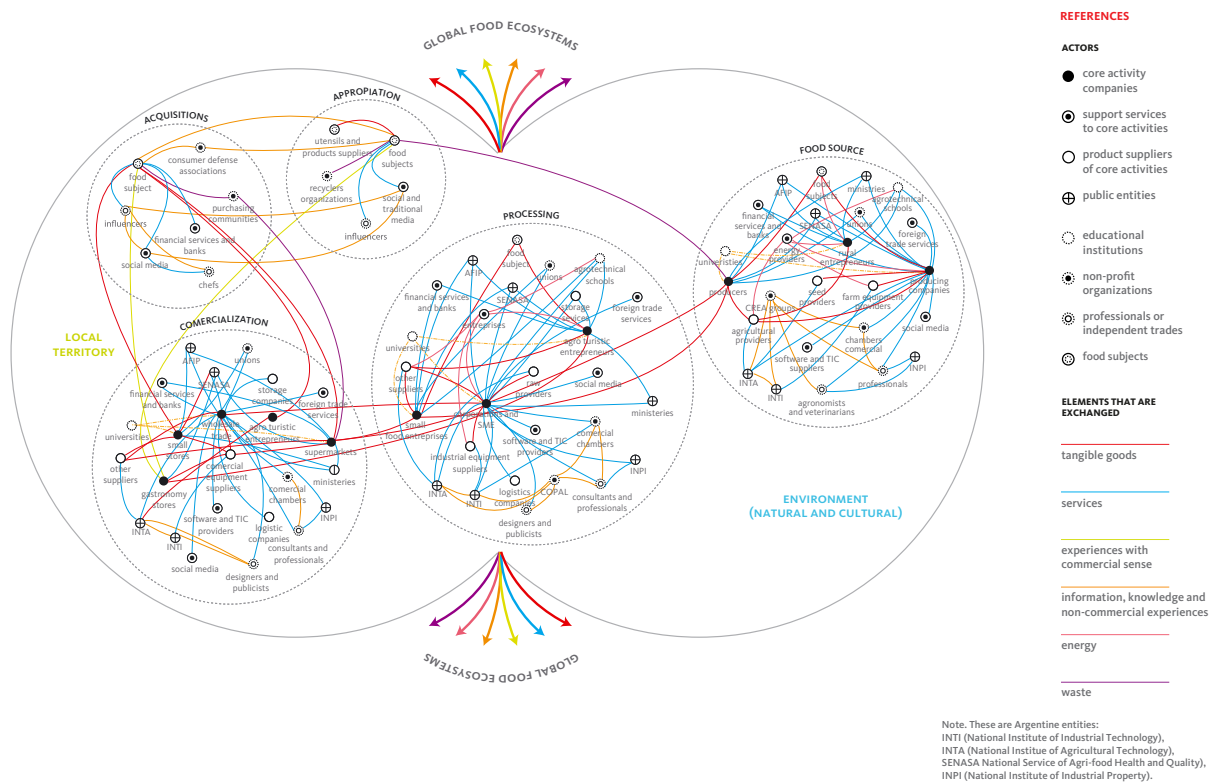 GLOBAL FOOD ECOSYSTEMS
REFERENCES
ACTORS
core activity
companies
support services
to core activities
product suppliers
of core activities
public entities
educational
institutions
non-profit
organizations
professionals or
independent trades
food subjects
ELEMENTS THAT ARE
EXCHANGED
tangible goods
services
experiences with
commercial sense
information, knowledge and
non-commercial experiences
energy
waste
Note. These are Argentine entities:
INTI (National Institute of Industrial Technology),
INTA (National Institue of Agricultural Technology),
SENASA National Service of Agri-food Health and Quality),
INPI (National Institute of Industrial Property).
ACQUISITIONS
food
subject
consumer defense
associations
purchasing
communities
influencers
financial services and
banks
social media
chefs
APPROPIATION
utensils and
products suppliers
food
subjects
recyclers
organizations
social and
traditional
media
influencers
LOCAL
TERRITORY
COMERCIALIZATION
AFIP
unions
SENASA
financial services
and banks
storage
companies
foreign trade
services
universities
wholesale
trade
agro turistic
entrepreneurs
small
stores
supermarkets
other
suppliers
comercial
equipment
suppliers
ministeries
gastronomy
stores
comercial
chambers
INTA
software and TIC
providers
logistic
companies
INPI
INTI
consultants and
professionals
social media
designers and
publicists
PROCESSING
food
subject
AFIP
unions
agrotechnical
schools
financial services
and banks
SENASA
storage
sevices
foreign trade
services
entreprises
universities
agro turistic
entrepreneurs
other
suppliers
raw
providers
social media
ministeries
small
food entreprises
corporations and
SME
comercial
chambers
software and TIC
providers
industrial equipment
suppliers
INPI
INTA
INTI
logistics
companies
COPAL
consultants and
professionals
designers and
publicists
FOOD SOURCE
AFIP
food
subjects
ministries
agrotechnical
schools
financial
services and
banks
SENASA
unions
foreign
trade services
universties
energy
providers
rural
entrepreneurs
producers
seed
providers
farm equipment
providers
producing
companies
CREA groups
agricultural
providers
chambers
comercial
social media
software and TIC
suppliers
INPI
INTA
INTI
professionals
agronomists
and veterinarians
ENVIRONMENT
(NATURAL AND CULTURAL)
GLOBAL FOOD ECOSYSTEMS